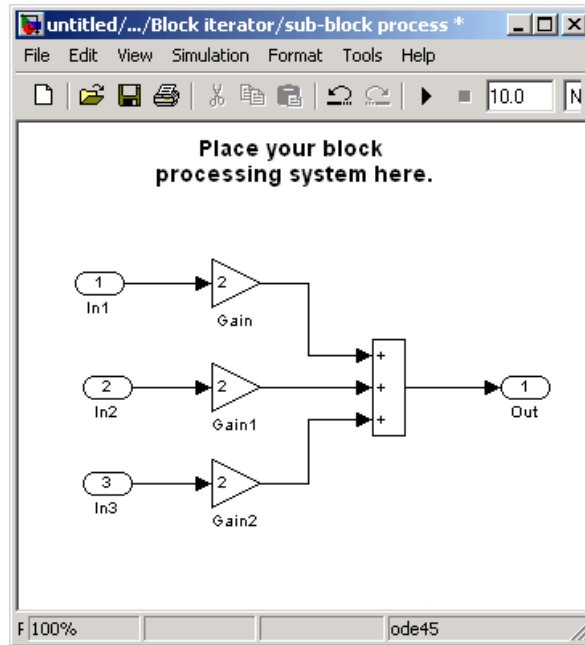 untitled/.../Block iterator/sub-block process *
File Edit View Simulation Format Tools Help
10.0 N
Place your block
processing system here.
1
2
In1
Gain
+
2
2
+
1
In2
Gain1
Out
+
3
2
In3
Gain2
F 100% ode45